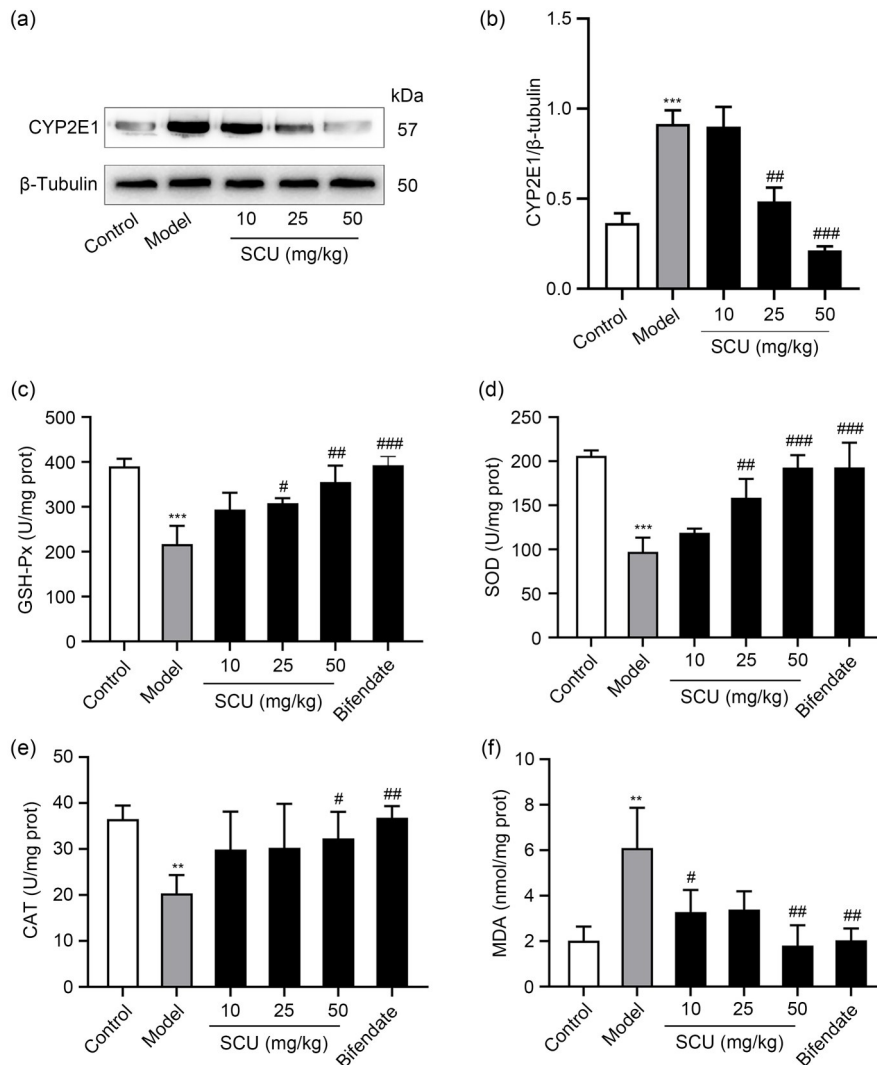 (a)
kDa
CYP2E1
57
β-Tubulin
50
Control
Model
10
25
50
SCU (mg/kg)
(b)
CYP2E1/β-tubulin
1.5
1.0
0.5
0.0
***
##
###
Control
Model
10
25
50
SCU (mg/kg)
(c)
GSH-Px (U/mg prot)
500
400
300
200
100
0
***
#
##
###
Control
Model
10
25
50
Bifendate
SCU (mg/kg)
(d)
SOD (U/mg prot)
250
200
150
100
50
0
***
##
###
###
Control
Model
10
25
50
Bifendate
SCU (mg/kg)
(e)
CAT (U/mg prot)
50
40
30
20
10
0
**
#
##
Control
Model
10
25
50
Bifendate
SCU (mg/kg)
(f)
MDA (nmol/mg prot)
10
8
6
4
2
0
**
#
##
##
Control
Model
10
25
50
Bifendate
SCU (mg/kg)